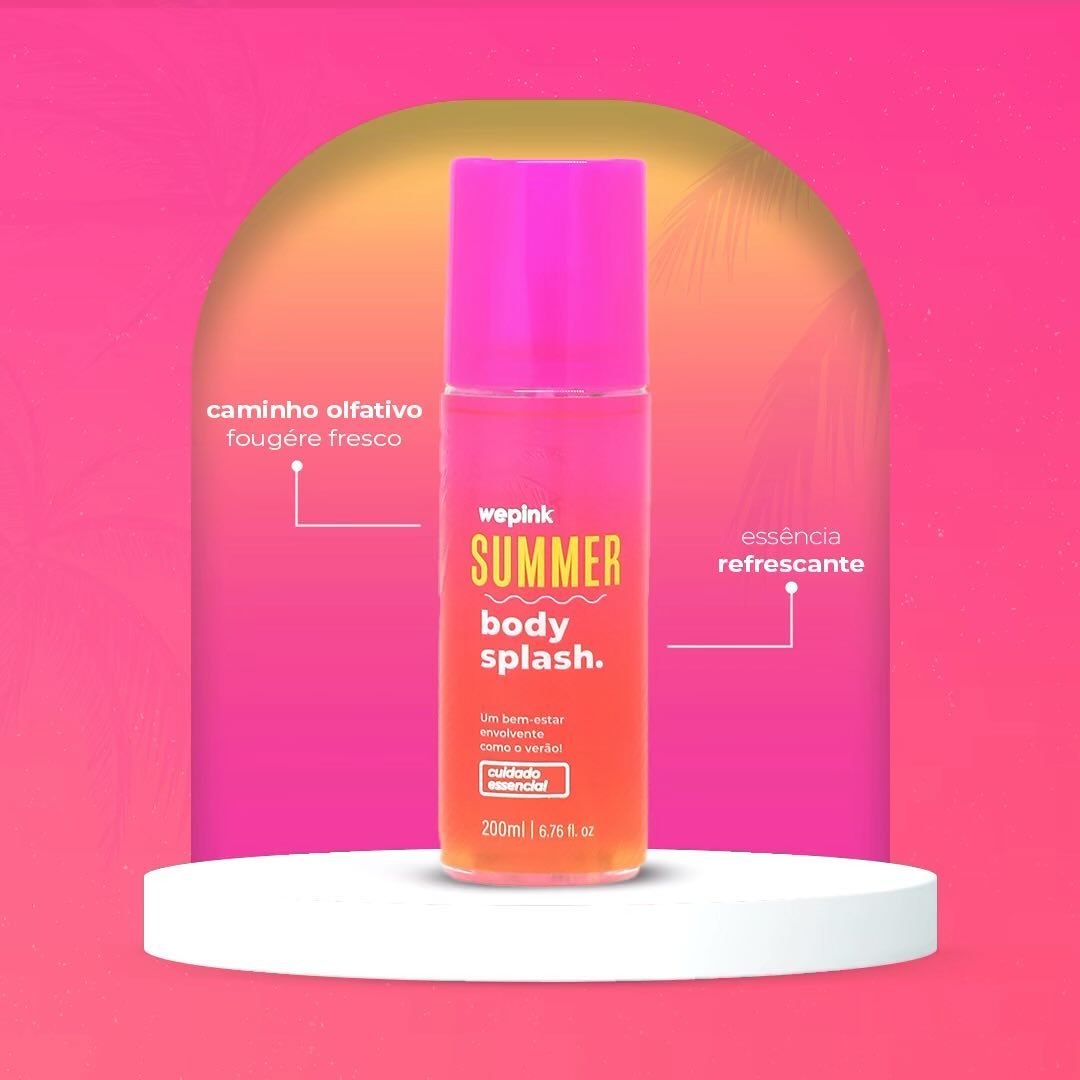 caminho olfativo
fougére fresco
wepink
SUMMER
body
splash.
Um bem-estar
envolvente
como o verão!
cuidado
essencial
200ml | 6.76 fl. oz
essência
refrescante